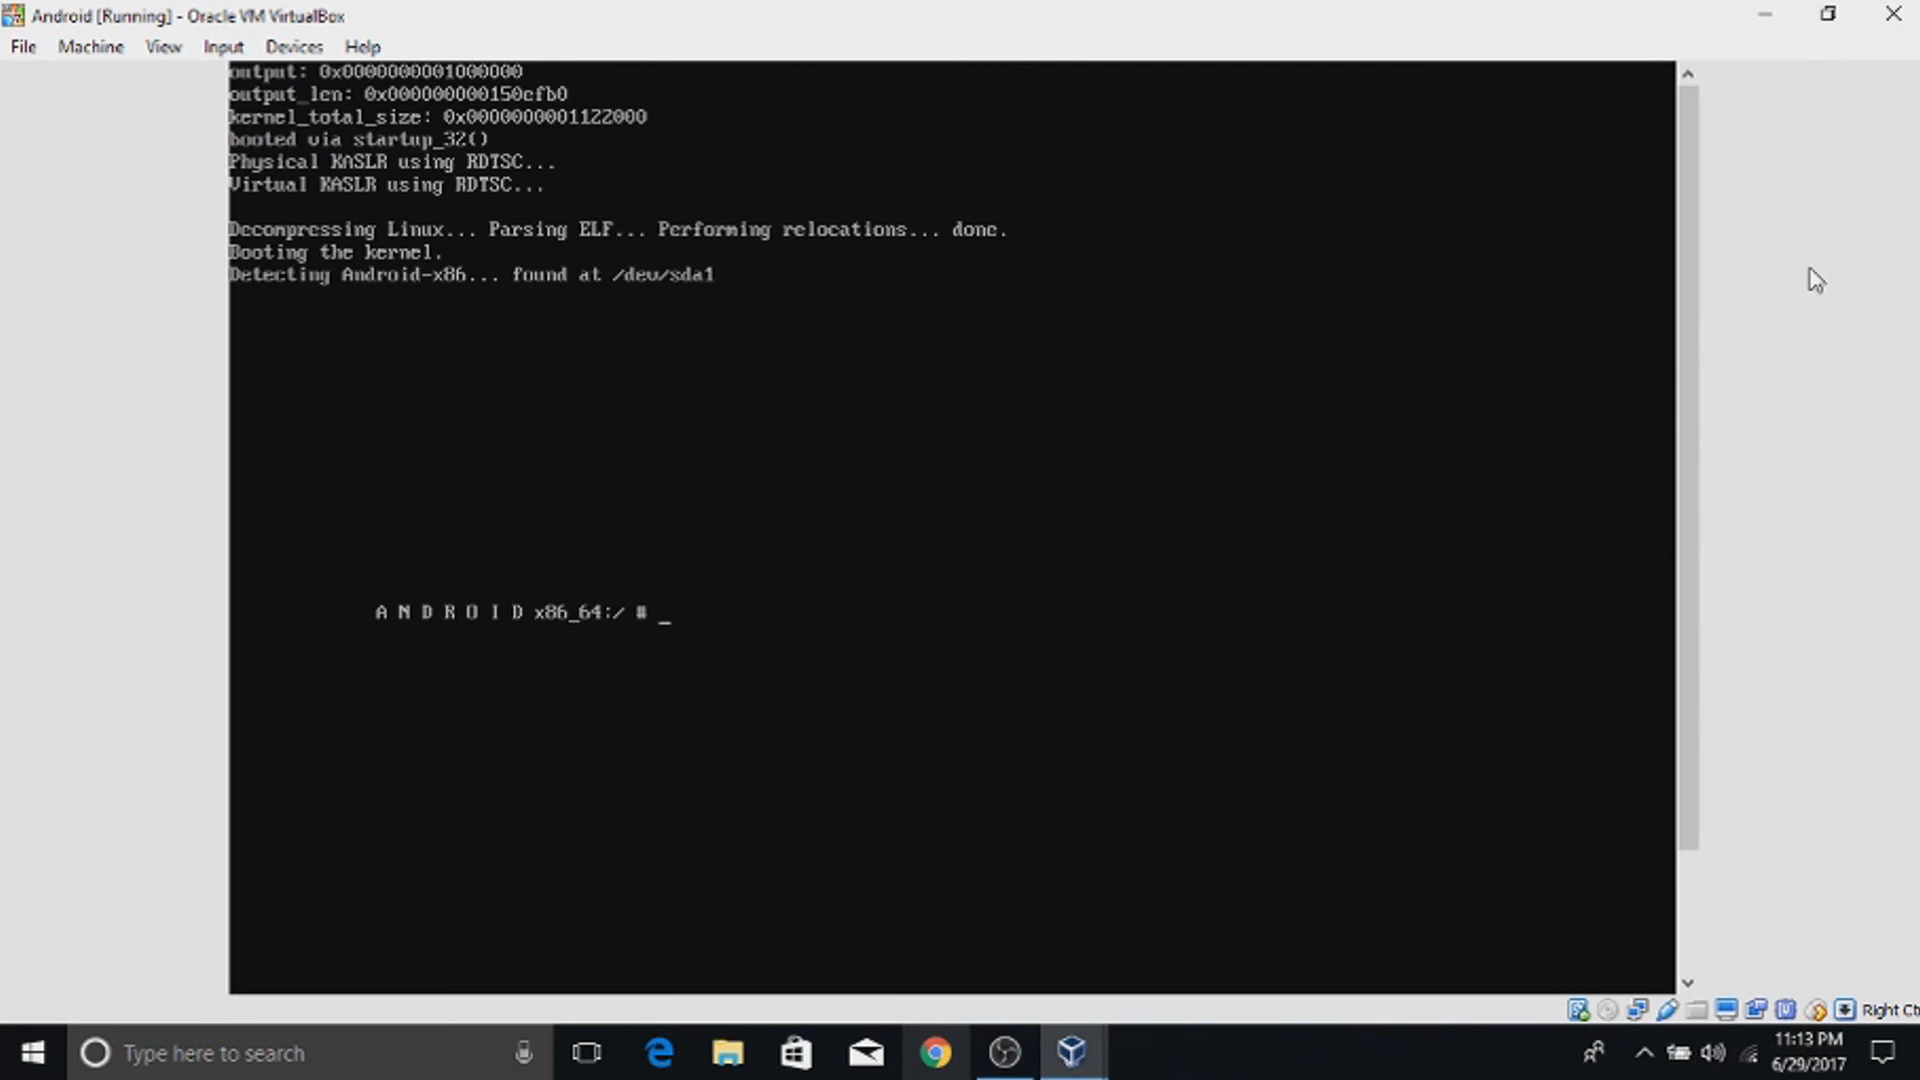 Android [Running] - Oracle VM VirtualBox
File Machine View Input Devices Help
output: 0x0000000001000000
output_len: 0x000000000150efb0
kernel_total_size: 0x0000000001122000
booted via startup_32()
Physical KASLR using RDTSC...
Virtual KASLR using RDTSC...
Decompressing Linux... Parsing ELF... Performing relocations... done.
Booting the kernel.
Detecting Android-x86... found at /dev/sda1
A N D R O I D x86_64:/ # _
Right Ct
Type here to search
11:13 PM
6/29/2017